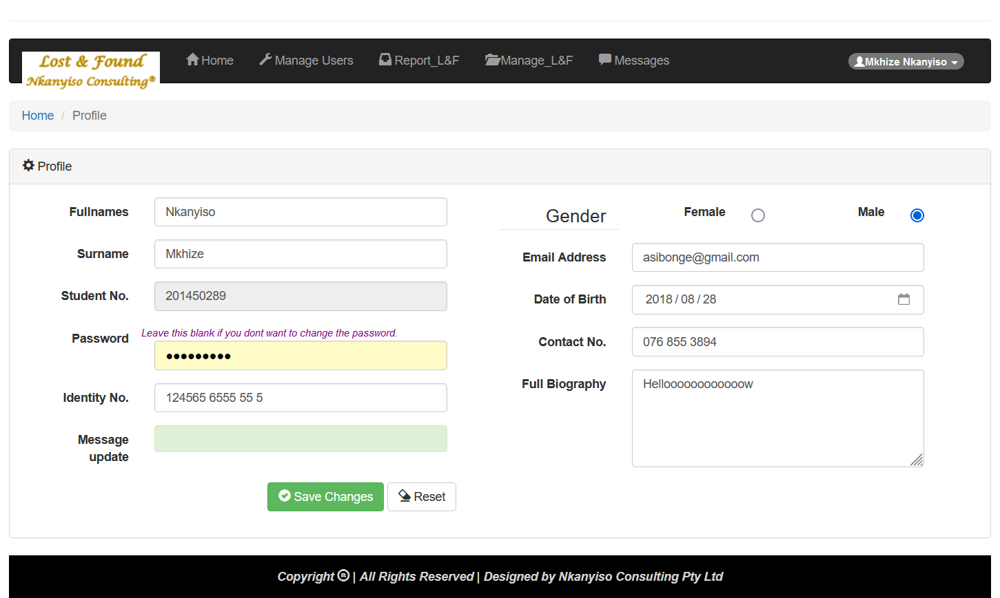 Lost & Found
Nkanyiso Consulting®
Home
Manage Users
Report_L&F
Manage_L&F
Messages
Mkhize Nkanyiso
Home / Profile
Profile
Fullnames
Nkanyiso
Surname
Mkhize
Student No.
201450289
Password
Leave this blank if you dont want to change the password.
•••••••••
Identity No.
124565 6555 55 5
Message
update
Save Changes
Reset
Gender
Female
Male
Email Address
asibonge@gmail.com
Date of Birth
2018/08/28
Contact No.
076 855 3894
Full Biography
Helloooooooooooow
Copyright ® | All Rights Reserved | Designed by Nkanyiso Consulting Pty Ltd